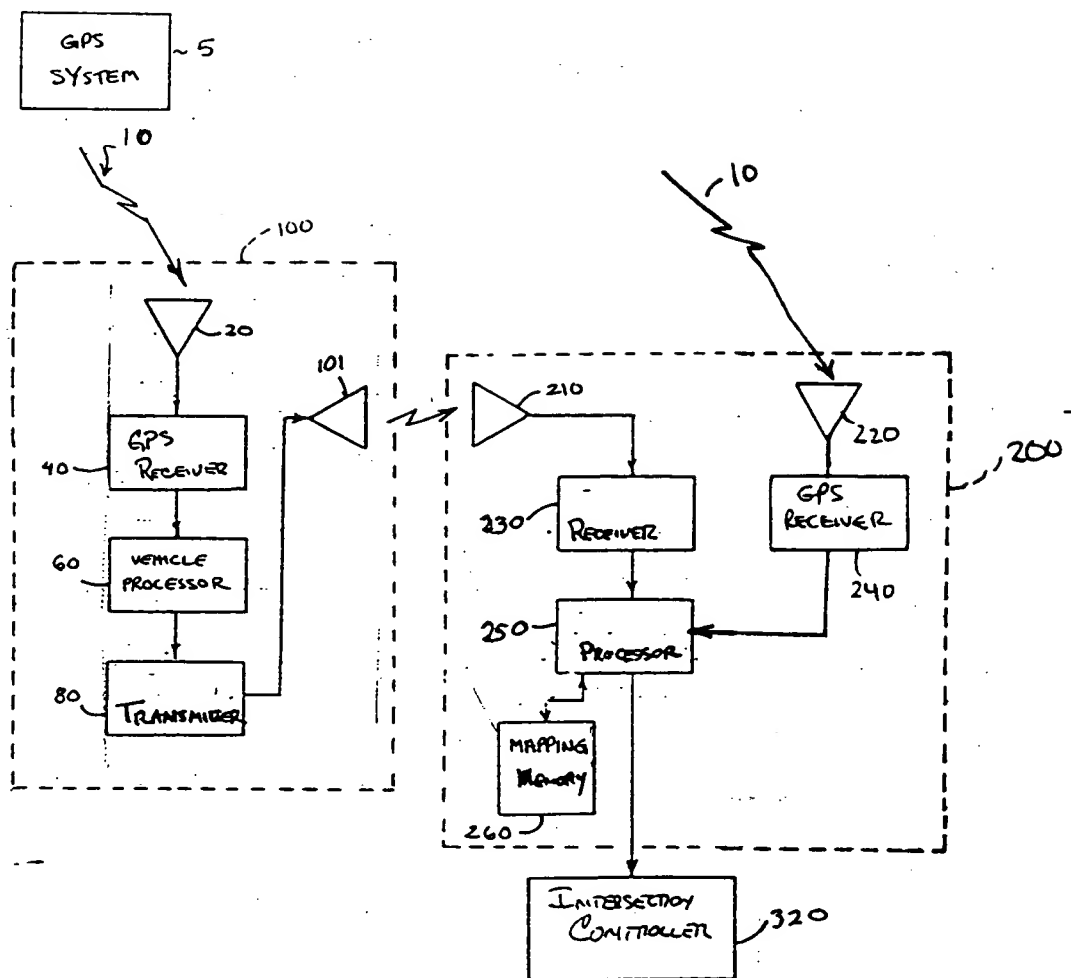 GPS
SYSTEM
5
10
10
100
20
101
210
220
200
GPS
RECEIVER
40
230
RECEIVER
GPS
RECEIVER
240
60
VEHICLE
PROCESSOR
250
PROCESSOR
80
TRANSMITTER
MAPPING
MEMORY
260
INTERSECTION
CONTROLLER
320